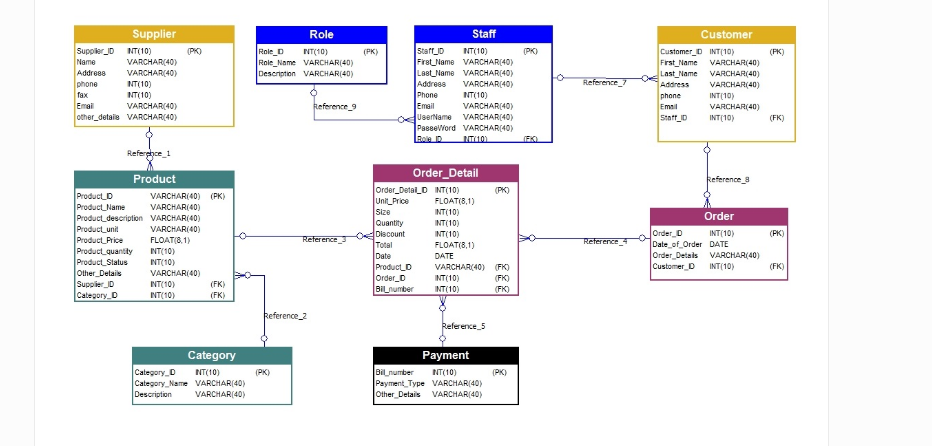 Supplier
Supplier_ID INT(10) (PK)
Name VARCHAR(40)
Address VARCHAR(40)
phone INT(10)
fax INT(10)
Email VARCHAR(40)
other_details VARCHAR(40)
Role
Role_ID INT(10) (PK)
Role_Name VARCHAR(40)
Description VARCHAR(40)
Staff
Staff_ID INT(10) (PK)
First_Name VARCHAR(40)
Last_Name VARCHAR(40)
Address VARCHAR(40)
Phone INT(10)
Email VARCHAR(40)
UserName VARCHAR(40)
PasseWord VARCHAR(40)
Role_ID INT(10) (FK)
Customer
Customer_ID INT(10) (PK)
First_Name VARCHAR(40)
Last_Name VARCHAR(40)
Address VARCHAR(40)
phone INT(10)
Email VARCHAR(40)
Staff_ID INT(10) (FK)
Reference_7
Reference_9
Reference_1
Product
Product_ID VARCHAR(40) (PK)
Product_Name VARCHAR(40)
Product_description VARCHAR(40)
Product_unit VARCHAR(40)
Product_Price FLOAT(8,1)
Product_quantity INT(10)
Product_Status INT(10)
Other_Details VARCHAR(40)
Supplier_ID INT(10) (FK)
Category_ID INT(10) (FK)
Reference_3
Order_Detail
Order_Detail_ID INT(10) (PK)
Unit_Price FLOAT(8,1)
Size INT(10)
Quantity INT(10)
Discount INT(10)
Total FLOAT(8,1)
Date DATE
Product_ID VARCHAR(40) (FK)
Order_ID INT(10) (FK)
Bill_number INT(10) (FK)
Reference_8
Reference_4
Order
Order_ID INT(10) (PK)
Date_of_Order DATE
Order_Details VARCHAR(40)
Customer_ID INT(10) (FK)
Reference_2
Reference_5
Category
Category_ID INT(10) (PK)
Category_Name VARCHAR(40)
Description VARCHAR(40)
Payment
Bill_number INT(10) (PK)
Payment_Type VARCHAR(40)
Other_Details VARCHAR(40)